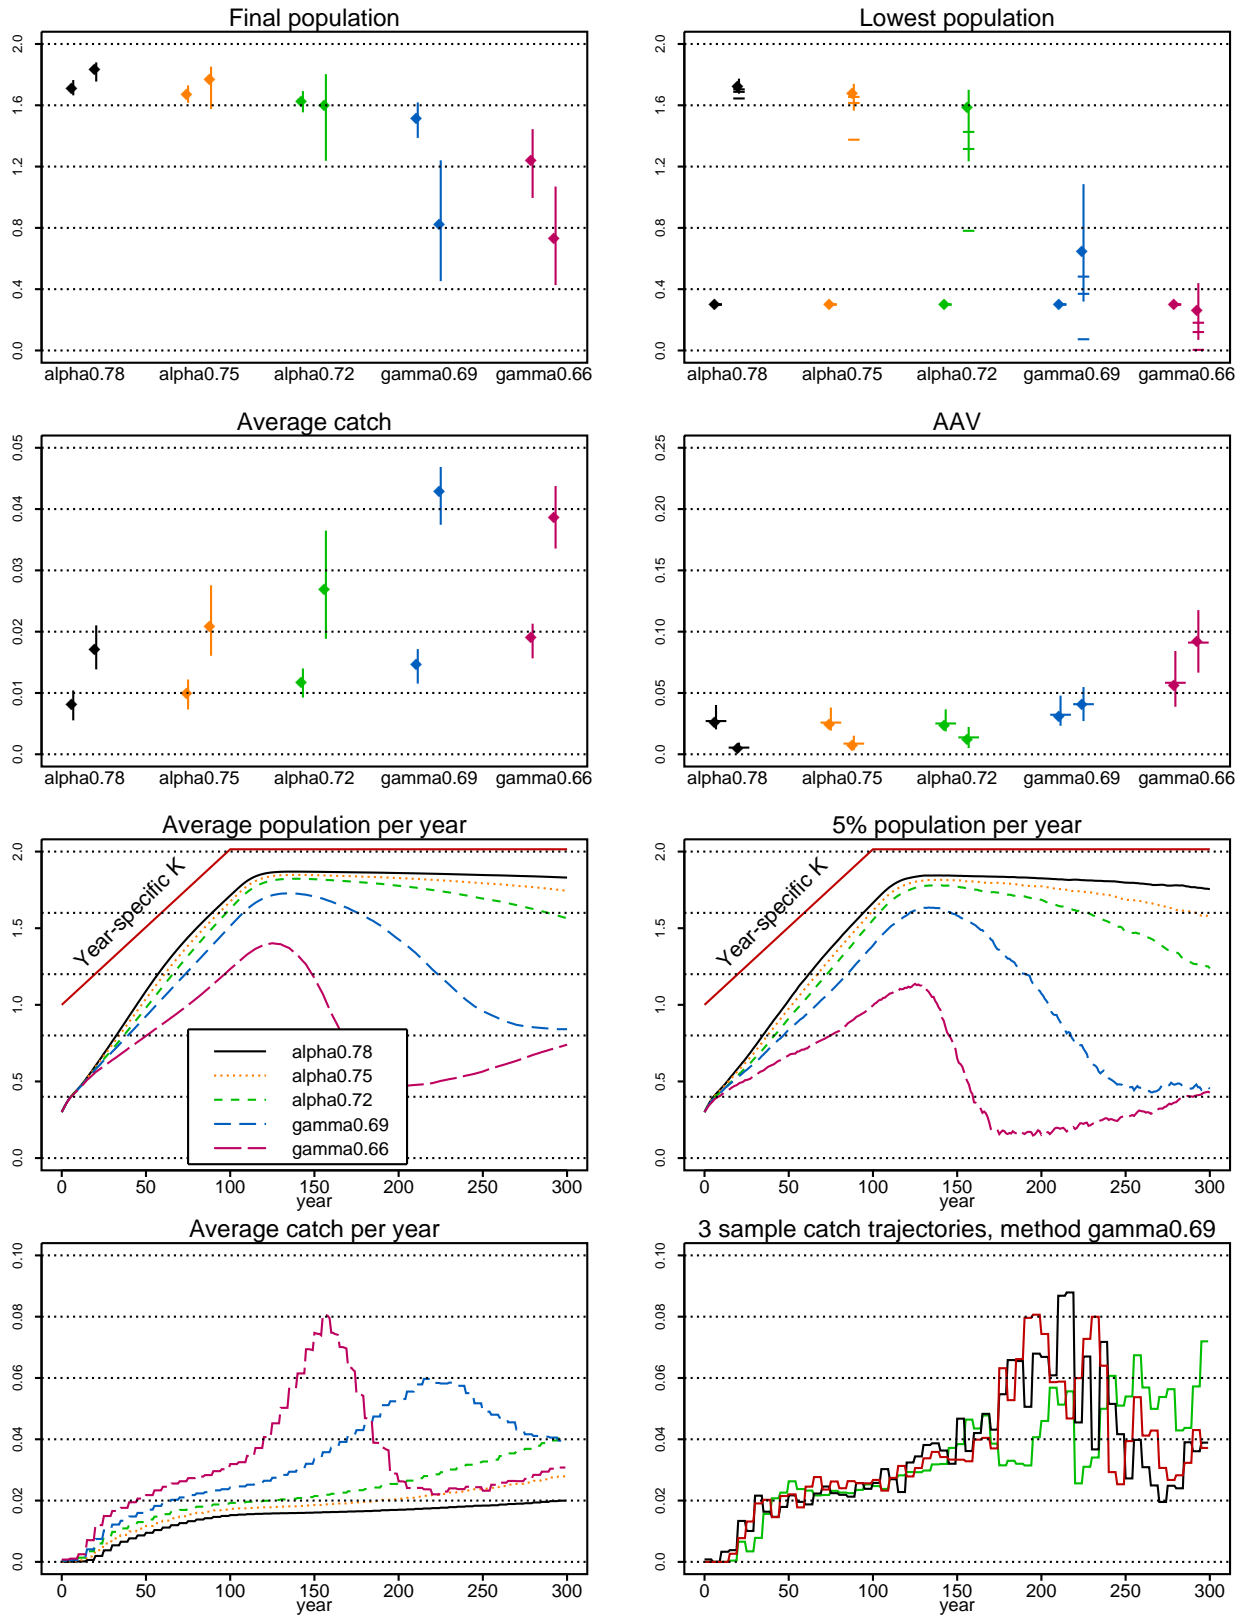 Final population
2.0
1.6
1.2
0.8
0.4
0.0
alpha0.78 alpha0.75 alpha0.72 gamma0.69 gamma0.66
Lowest population
2.0
1.6
1.2
0.8
0.4
0.0
alpha0.78 alpha0.75 alpha0.72 gamma0.69 gamma0.66
Average catch
0.05
0.04
0.03
0.02
0.01
0.0
alpha0.78 alpha0.75 alpha0.72 gamma0.69 gamma0.66
AAV
0.25
0.20
0.15
0.10
0.05
0.0
alpha0.78 alpha0.75 alpha0.72 gamma0.69 gamma0.66
Average population per year
2.0
1.5
1.0
0.5
0.0
Year-specific K
alpha0.78
alpha0.75
alpha0.72
gamma0.69
gamma0.66
0 50 100 150 200 250 300
year
5% population per year
2.0
1.5
1.0
0.5
0.0
Year-specific K
0 50 100 150 200 250 300
year
Average catch per year
0.10
0.08
0.06
0.04
0.02
0.0
0 50 100 150 200 250 300
year
3 sample catch trajectories, method gamma0.69
0.10
0.08
0.06
0.04
0.02
0.0
0 50 100 150 200 250 300
year